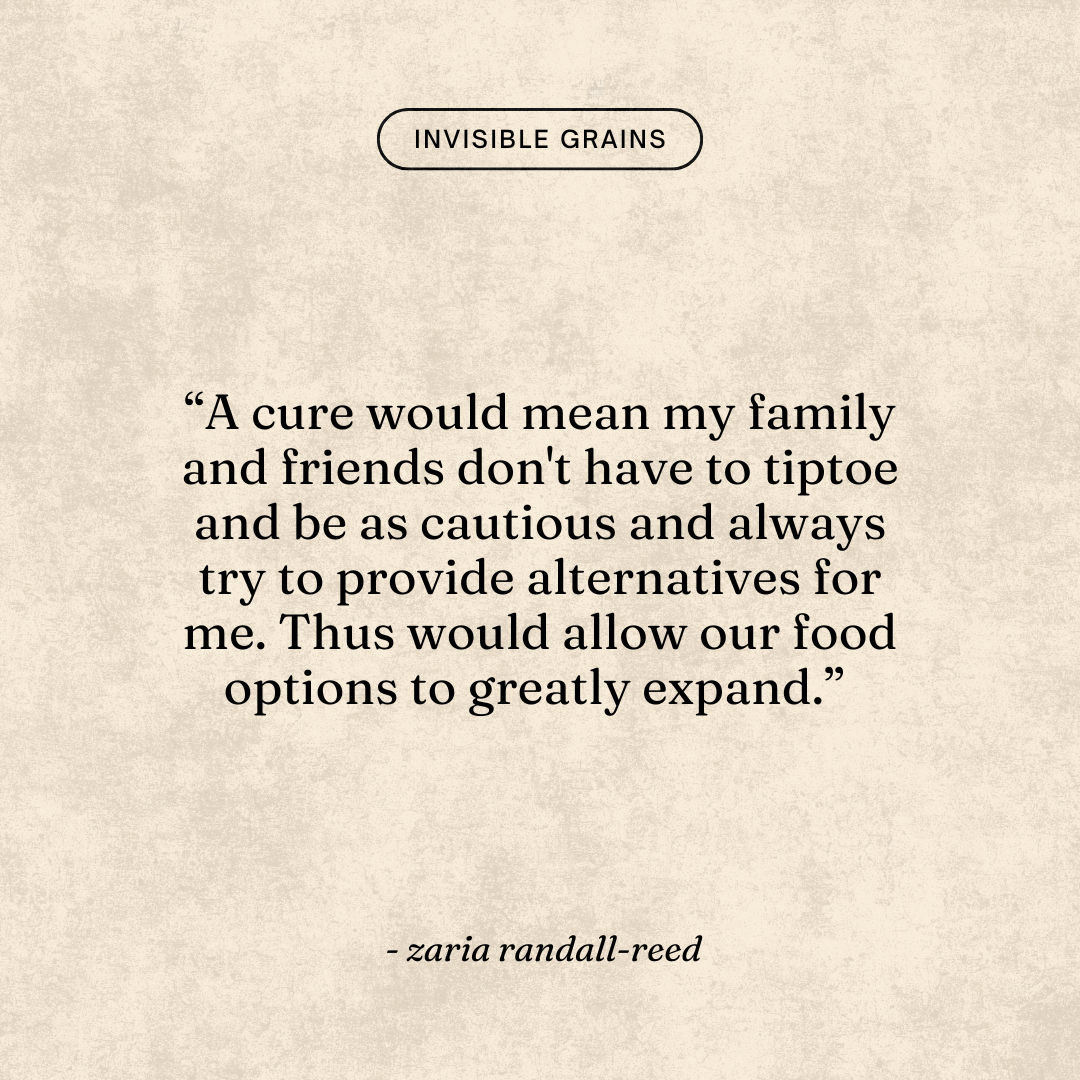 INVISIBLE GRAINS
“A cure would mean my family
and friends don't have to tiptoe
and be as cautious and always
try to provide alternatives for
me. Thus would allow our food
options to greatly expand.”
- zaria randall-reed